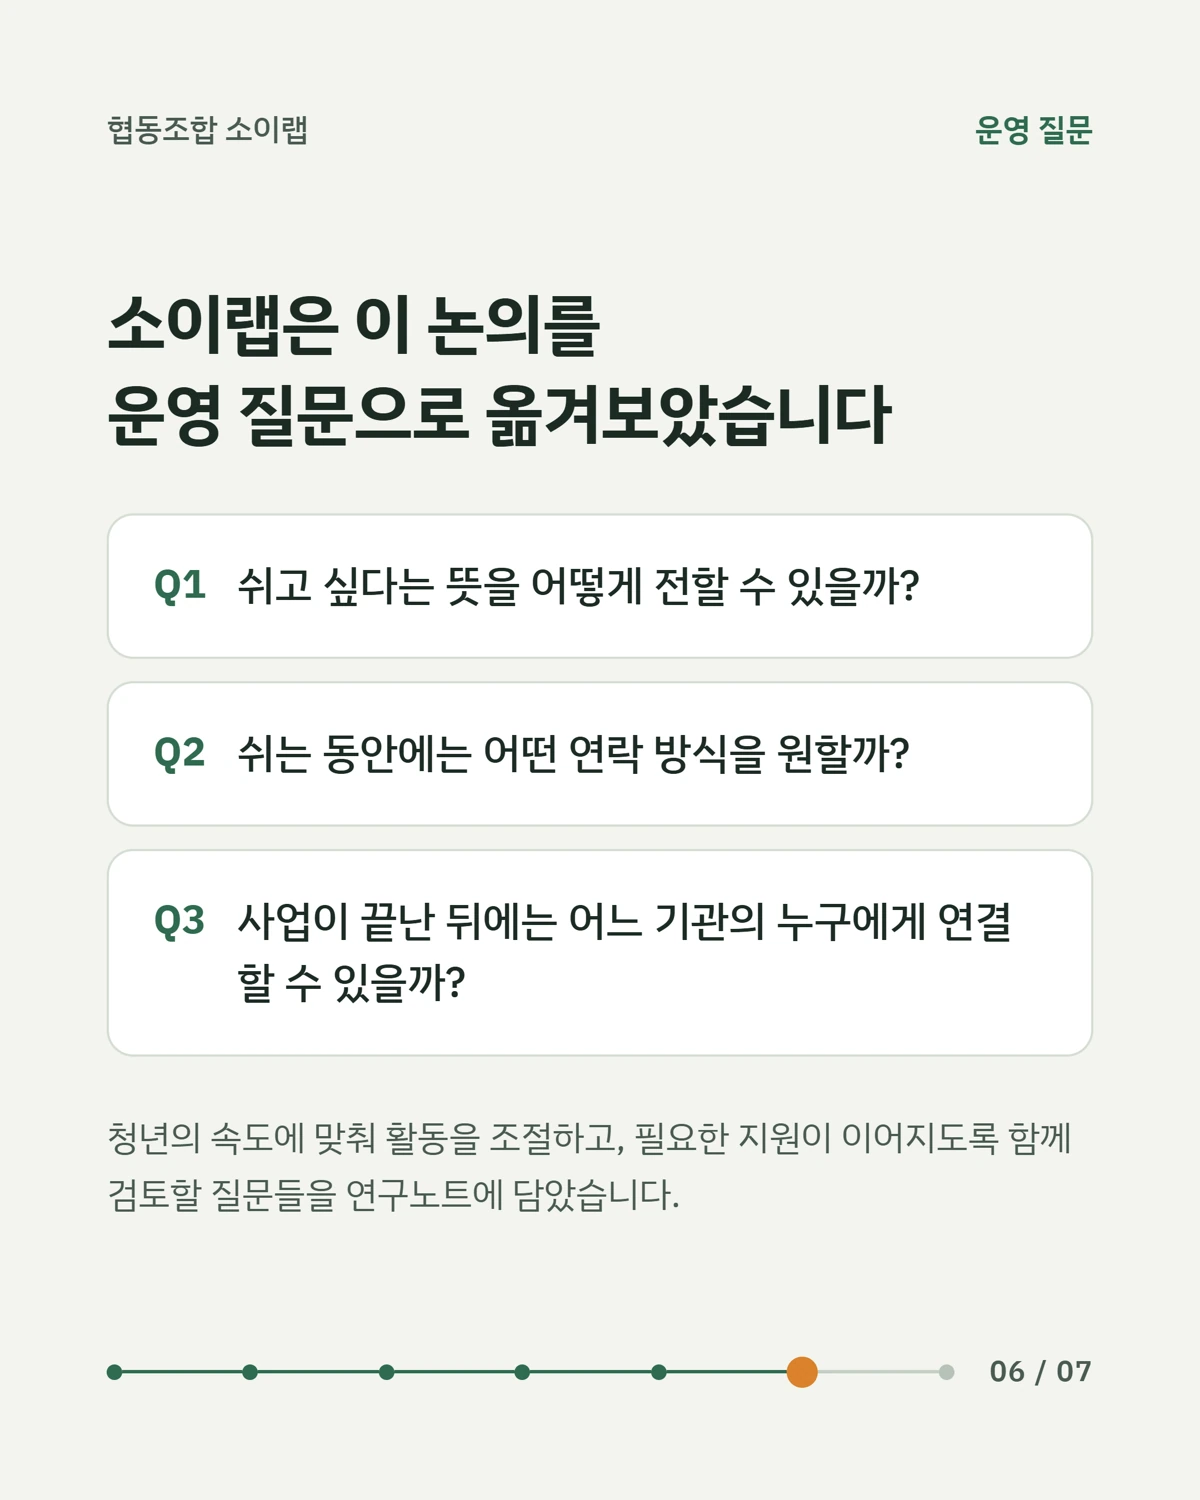 협동조합 소이랩
운영 질문
소이랩은 이 논의를
운영 질문으로 옮겨보았습니다
Q1 쉬고 싶다는 뜻을 어떻게 전할 수 있을까?
Q2 쉬는 동안에는 어떤 연락 방식을 원할까?
Q3 사업이 끝난 뒤에는 어느 기관의 누구에게 연결
할 수 있을까?
청년의 속도에 맞춰 활동을 조절하고, 필요한 지원이 이어지도록 함께
검토할 질문들을 연구노트에 담았습니다.
06 / 07